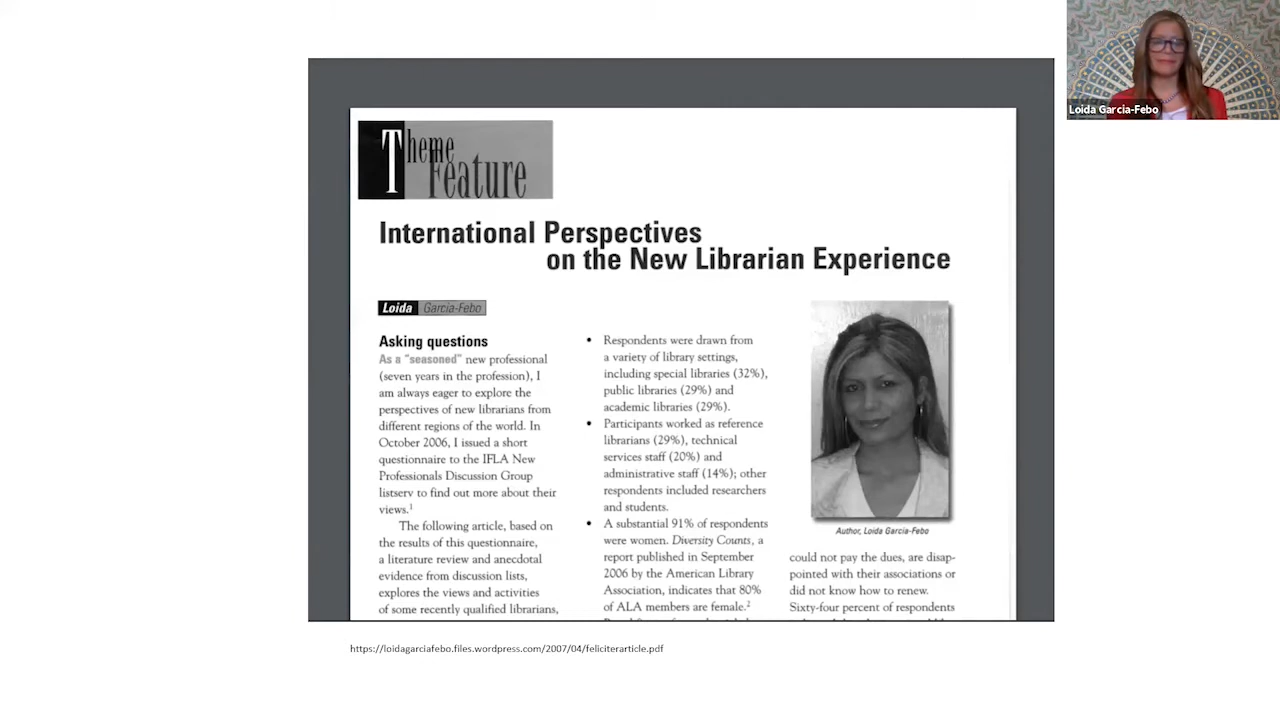 Loida Garcia-Febo
Theme
Feature
International Perspectives
on the New Librarian Experience
Loida Garcia-Febo
Asking questions
As a "seasoned" new professional
(seven years in the profession), I
am always eager to explore the
perspectives of new librarians from
different regions of the world. In
October 2006, I issued a short
questionnaire to the IFLA New
Professionals Discussion Group
listserv to find out more about their
views.¹
The following article, based on
the results of this questionnaire,
a literature review and anecdotal
evidence from discussion lists,
explores the views and activities
of some recently qualified librarians,
• Respondents were drawn from
a variety of library settings,
including special libraries (32%),
public libraries (29%) and
academic libraries (29%).
• Participants worked as reference
librarians (29%), technical
services staff (20%) and
administrative staff (14%); other
respondents included researchers
and students.
• A substantial 91% of respondents
were women. Diversity Counts, a
report published in September
2006 by the American Library
Association, indicates that 80%
of ALA members are female.²
Author, Loida Garcia-Febo
could not pay the dues, are disap-
pointed with their associations or
did not know how to renew.
Sixty-four percent of respondents
https://loidagarciafebo.files.wordpress.com/2007/04/feliciterarticle.pdf